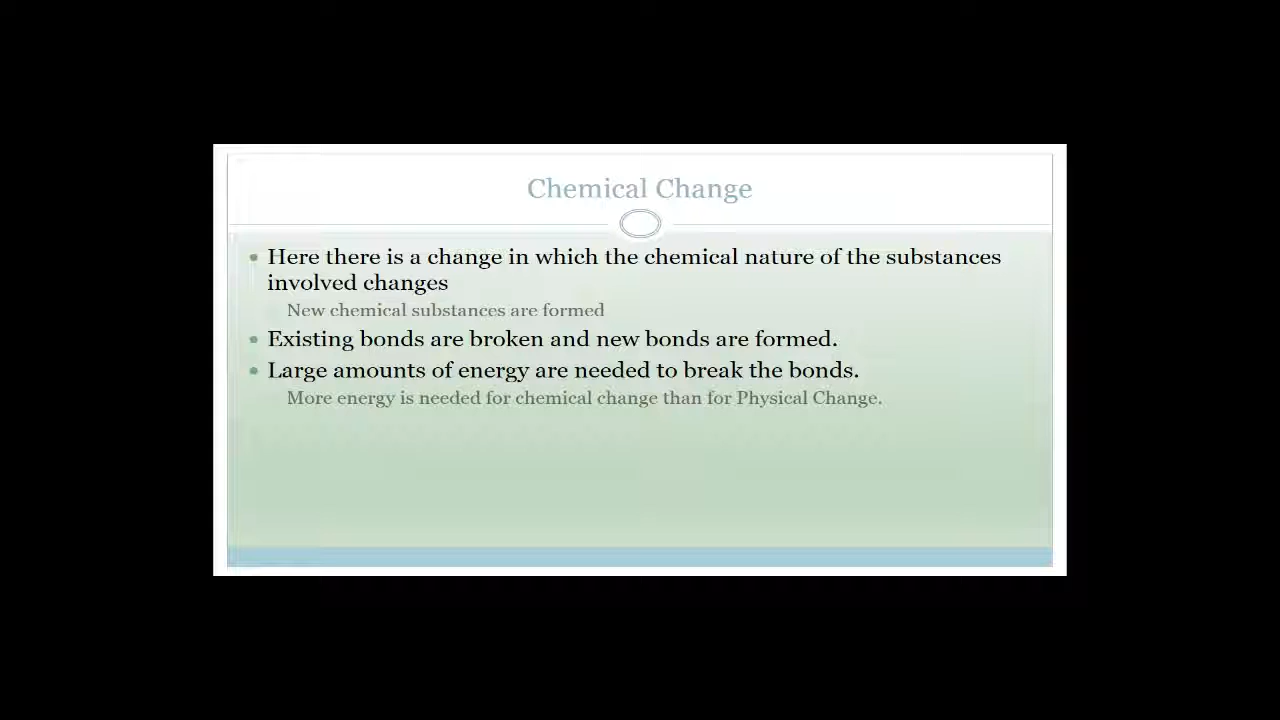 Chemical Change
Here there is a change in which the chemical nature of the substances
involved changes
New chemical substances are formed
Existing bonds are broken and new bonds are formed.
Large amounts of energy are needed to break the bonds.
More energy is needed for chemical change than for Physical Change.